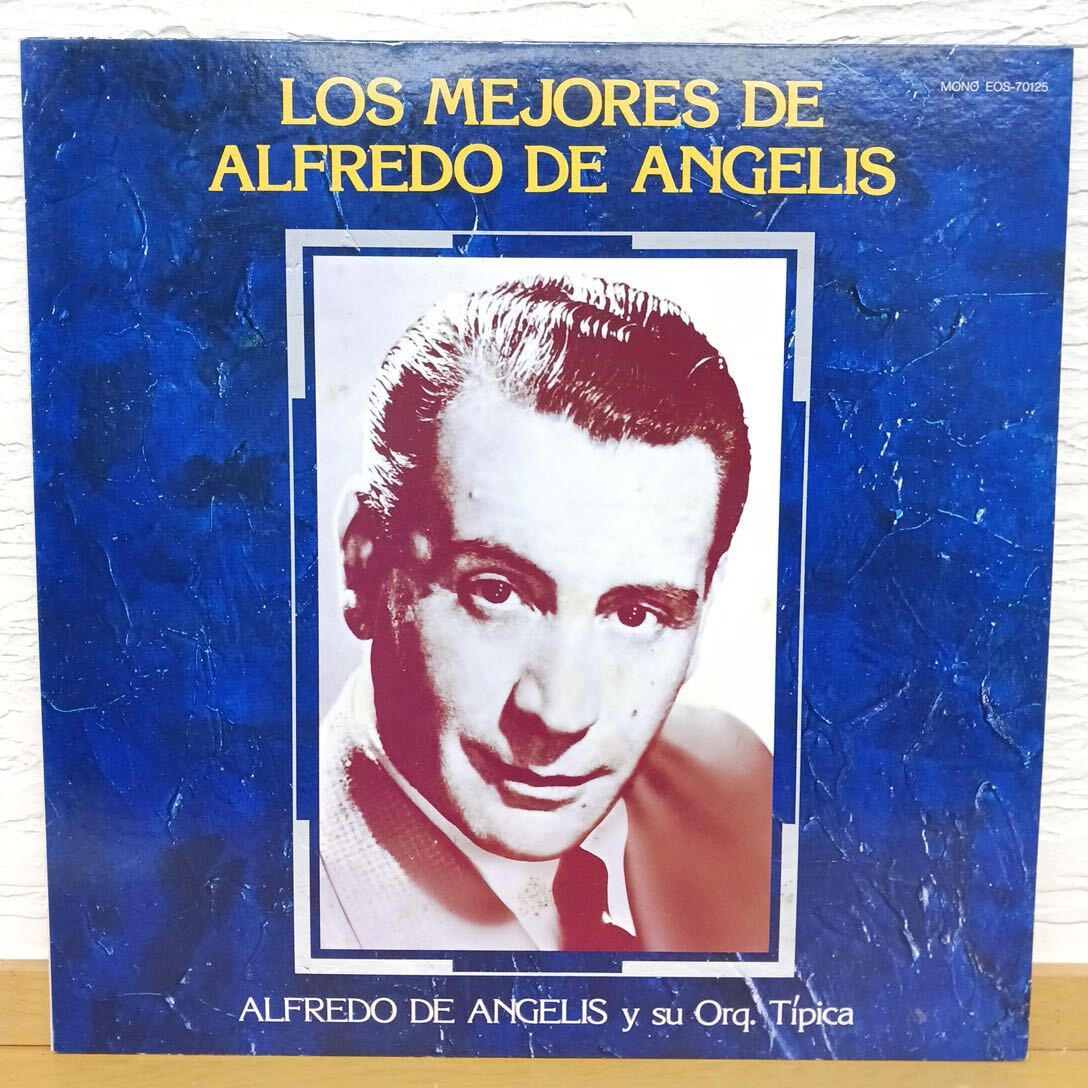 LOS MEJORES DE
ALFREDO DE ANGELIS
MONO EOS-70125
ALFREDO DE ANGELIS y su Orq. Típica